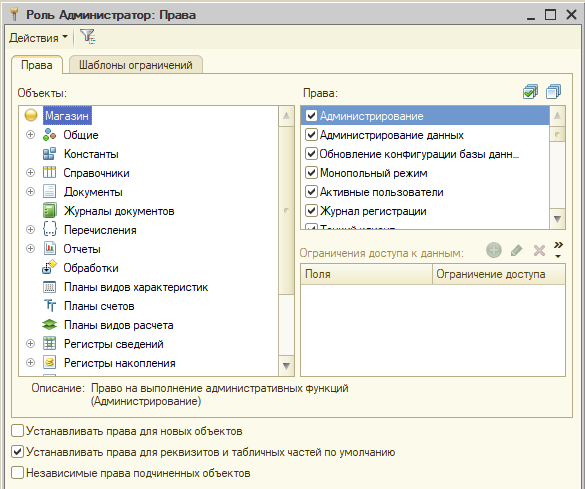 Роль Администратор: Права
Действия
Права
Шаблоны ограничений
Объекты:
Магазин
Общие
Константы
Справочники
Документы
Журналы документов
Перечисления
Отчеты
Обработки
Планы видов характеристик
Планы счетов
Планы видов расчета
Регистры сведений
Регистры накопления
Права:
Администрирование
Администрирование данных
Обновление конфигурации базы данн...
Монопольный режим
Активные пользователи
Журнал регистрации
Тонкий клиент
Ограничения доступа к данным:
Поля Ограничение доступа
Описание: Право на выполнение административных функций
(Администрирование)
Устанавливать права для новых объектов
Устанавливать права для реквизитов и табличных частей по умолчанию
Независимые права подчиненных объектов